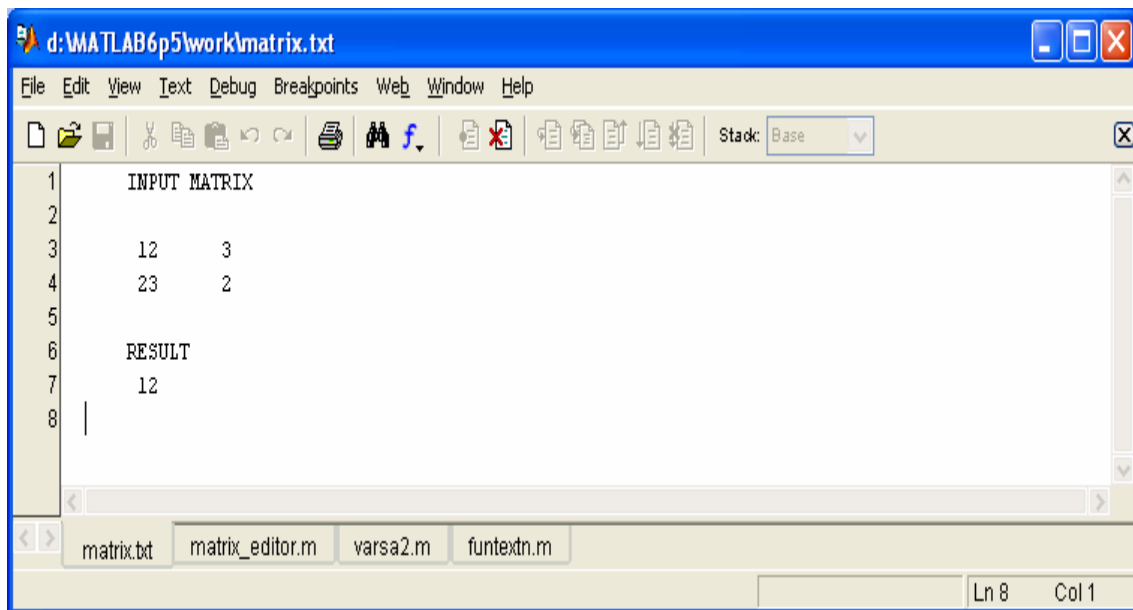 d:\MATLAB6p5\work\matrix.txt
File Edit View Text Debug Breakpoints Web Window Help
Stack: Base
1 INPUT MATRIX
2
3 12 3
4 23 2
5
6 RESULT
7 12
8
matrix.txt matrix_editor.m varsa2.m funtextn.m
Ln 8 Col 1